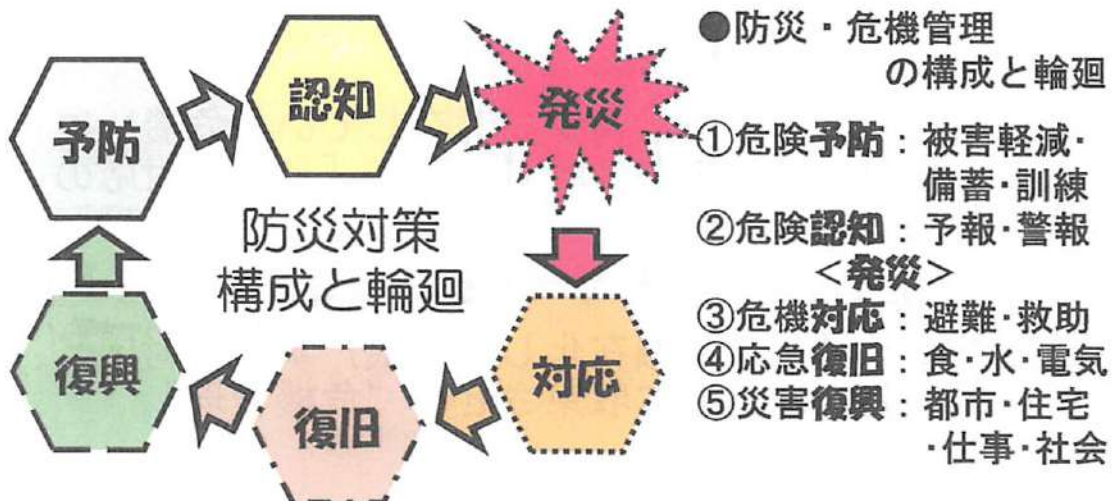 予防
認知
発災
対応
復旧
復興
防災対策
構成と輪廻
●防災・危機管理
の構成と輪廻
①危険予防：被害軽減・
備蓄・訓練
②危険認知：予報・警報
＜発災＞
③危機対応：避難・救助
④応急復旧：食・水・電気
⑤災害復興：都市・住宅
・仕事・社会